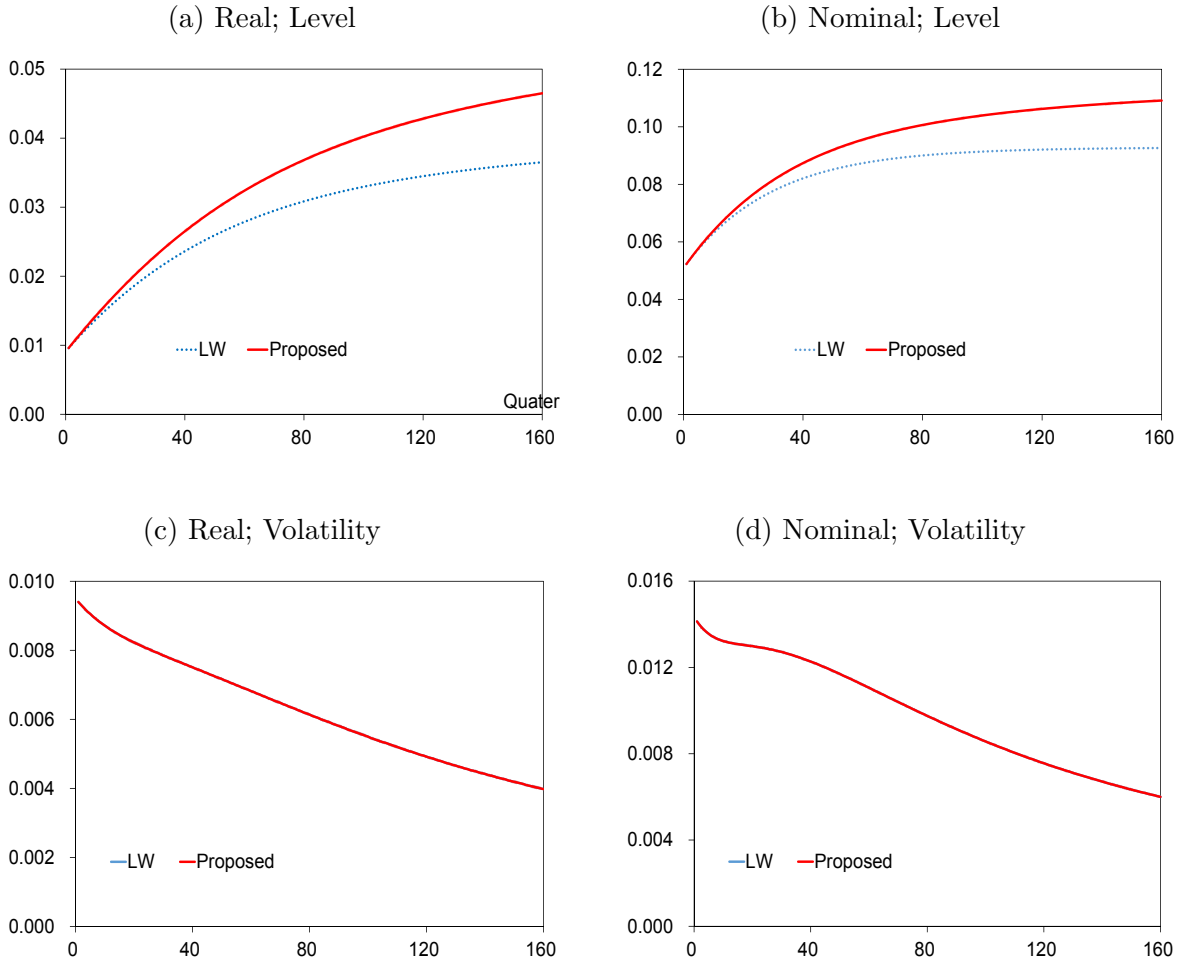 (a) Real; Level
0.05
0.04
0.03
0.02
0.01
0.00
LW Proposed
Quater
0 40 80 120 160
(b) Nominal; Level
0.12
0.10
0.08
0.06
0.04
0.02
0.00
LW Proposed
0 40 80 120 160
(c) Real; Volatility
0.010
0.008
0.006
0.004
0.002
0.000
LW Proposed
0 40 80 120 160
(d) Nominal; Volatility
0.016
0.012
0.008
0.004
0.000
LW Proposed
0 40 80 120 160